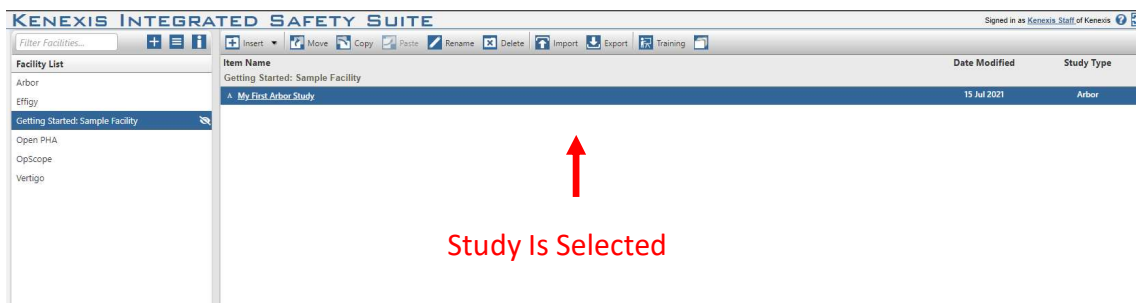 KENEXIS INTEGRATED SAFETY SUITE
Signed in as Kenexis Staff of Kenexis
Filter Facilities...
Insert Move Copy Paste Rename Delete Import Export Training
Facility List
Item Name Date Modified Study Type
Getting Started: Sample Facility
Arbor
Effigy
Getting Started: Sample Facility
Open PHA
OpScope
Vertigo
My First Arbor Study 15 Jul 2021 Arbor
Study Is Selected